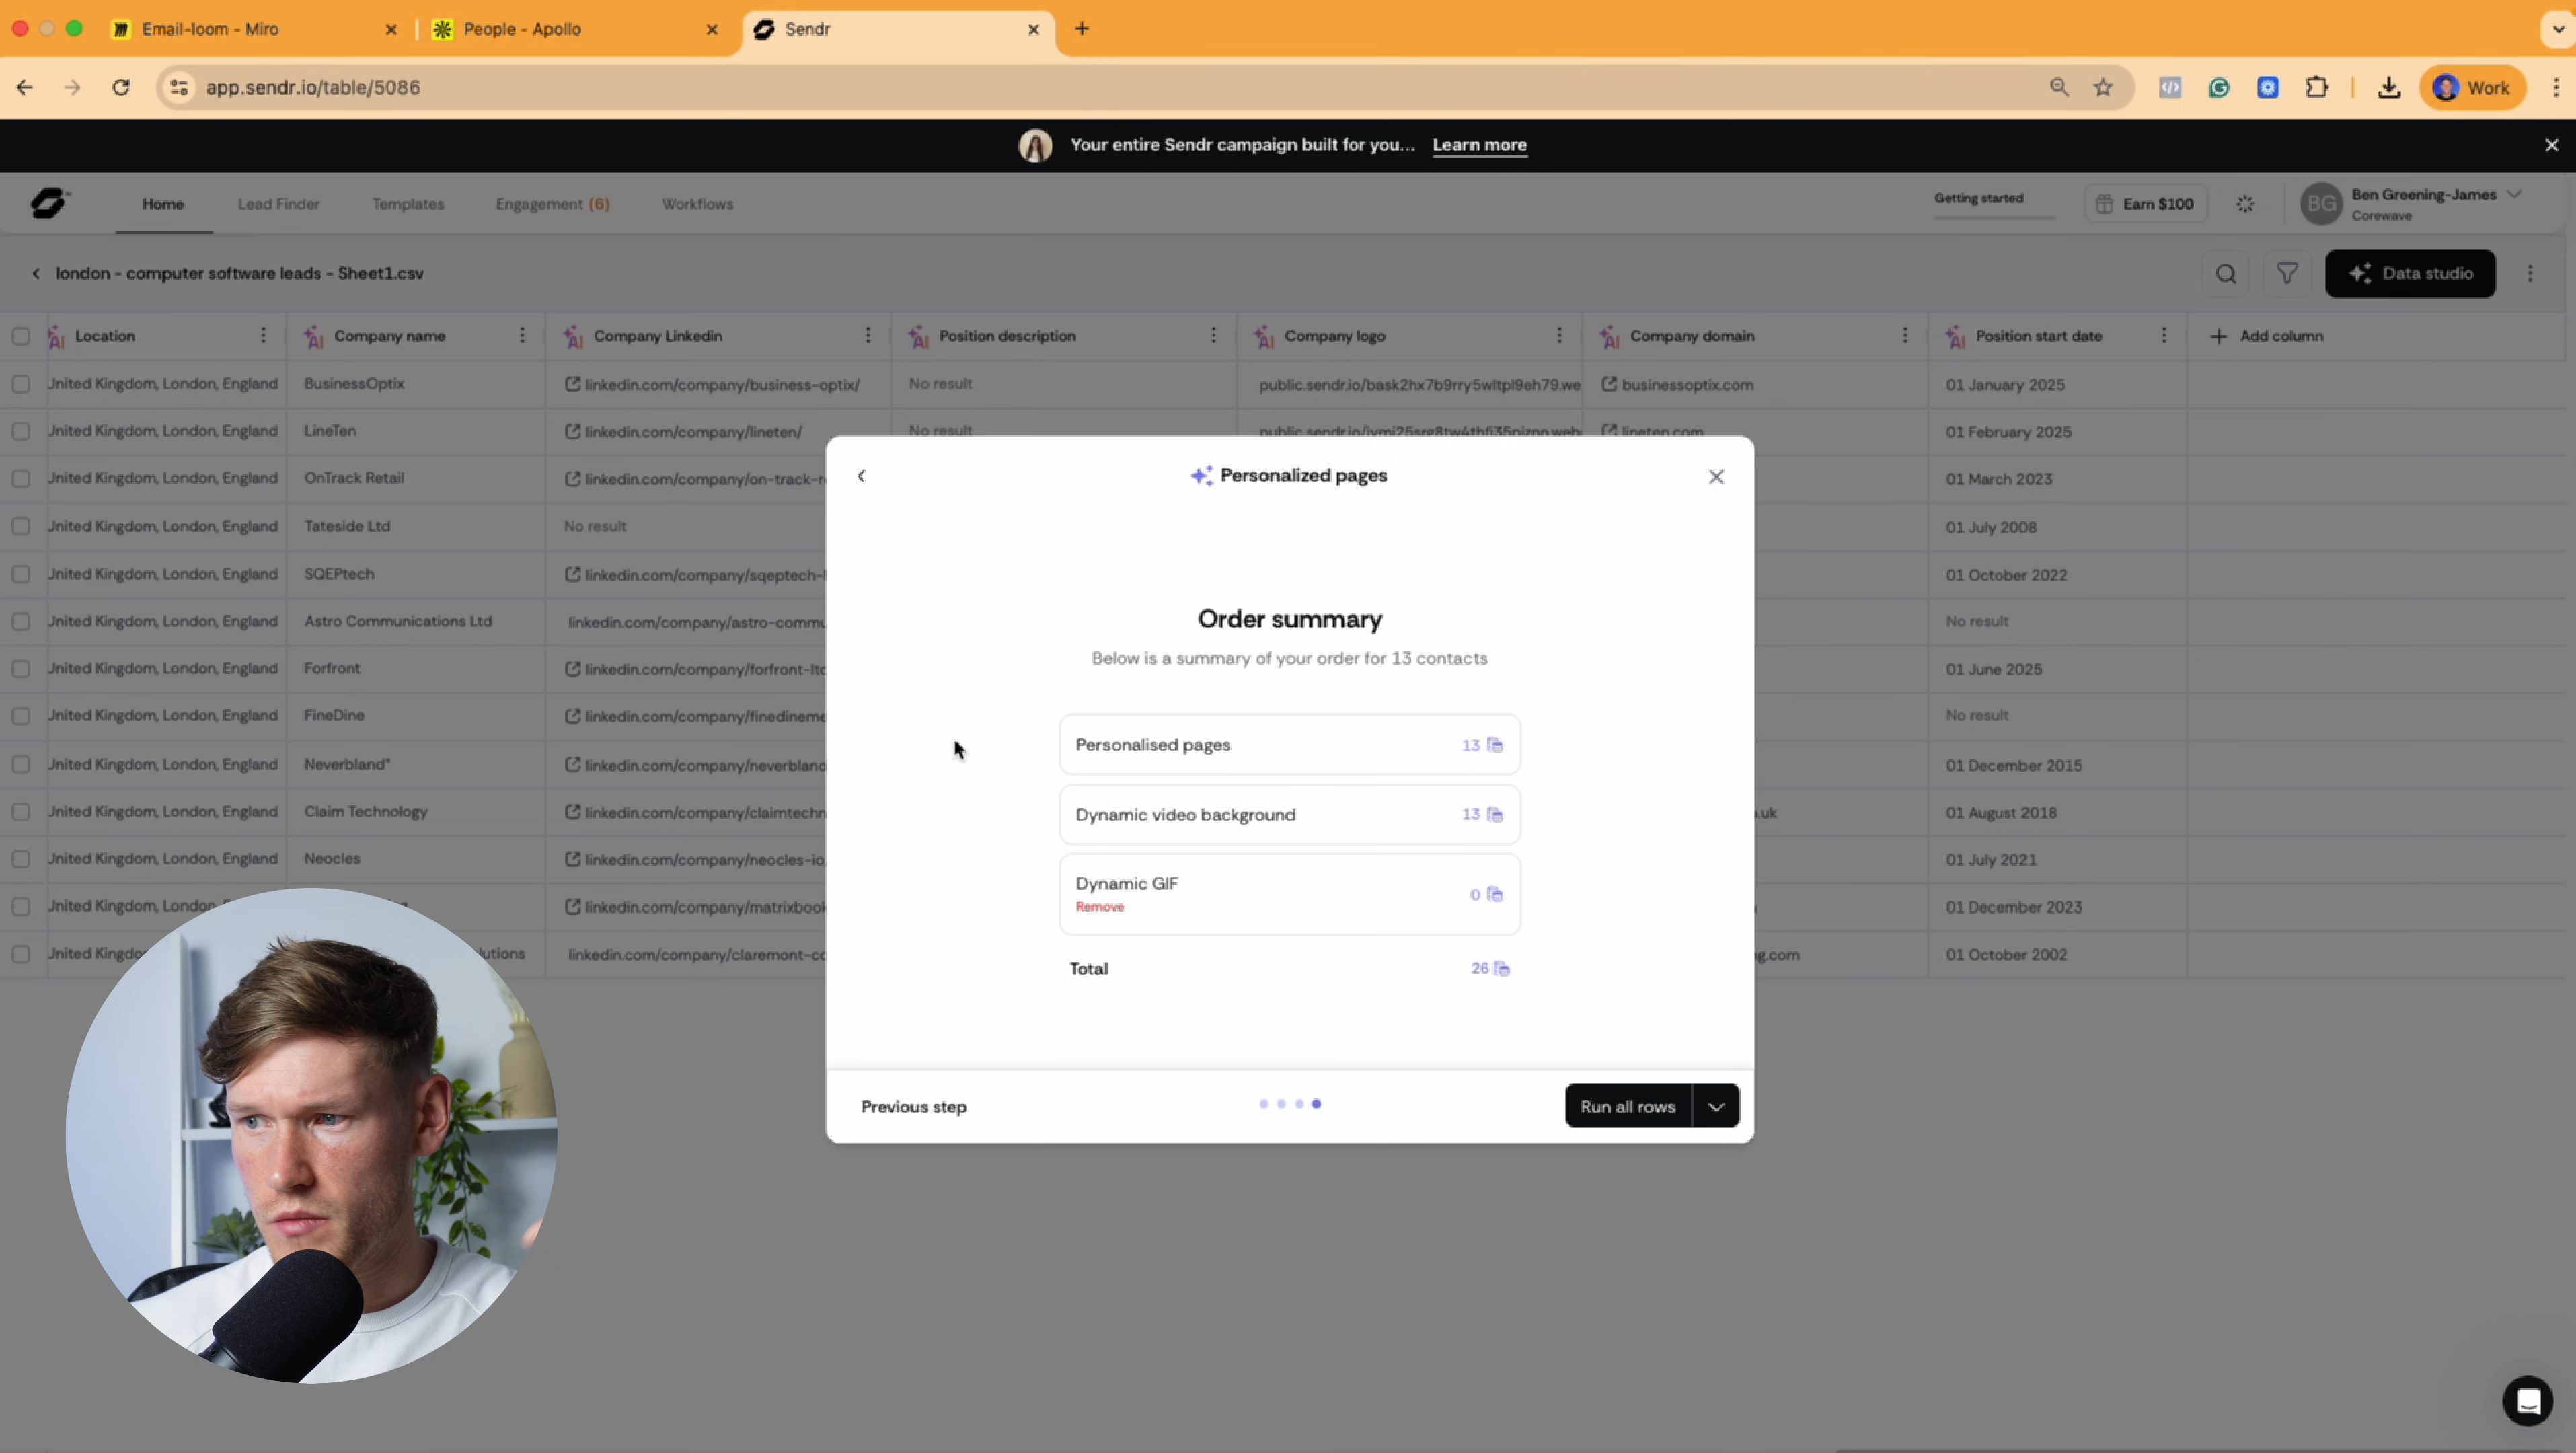 Email-loom - Miro
People - Apollo
Sendr
app.sendr.io/table/5086
Work
Your entire Sendr campaign built for you... Learn more
Home
Lead Finder
Templates
Engagement (6)
Workflows
Getting started
Earn $100
BG
Ben Greening-James
Corewave
london - computer software leads - Sheet1.csv
Data studio
Location
Company name
Company Linkedin
Position description
Company logo
Company domain
Position start date
Add column
United Kingdom, London, England BusinessOptix linkedin.com/company/business-optix/ No result public.sendr.io/bask2hx7b9rry5wltpl9eh79.we businessoptix.com 01 January 2025
United Kingdom, London, England LineTen linkedin.com/company/lineten/ No result lineten.com 01 February 2025
United Kingdom, London, England OnTrack Retail linkedin.com/company/on-track-r 01 March 2023
United Kingdom, London, England Tateside Ltd No result 01 July 2008
United Kingdom, London, England SQEPtech linkedin.com/company/sqeptech-l 01 October 2022
United Kingdom, London, England Astro Communications Ltd linkedin.com/company/astro-commu No result
United Kingdom, London, England Forfront linkedin.com/company/forfront-ltd 01 June 2025
United Kingdom, London, England FineDine linkedin.com/company/finedineme No result
United Kingdom, London, England Neverbland* linkedin.com/company/neverbland 01 December 2015
United Kingdom, London, England Claim Technology linkedin.com/company/claimtechn .uk 01 August 2018
United Kingdom, London, England Neocles linkedin.com/company/neocles-io 01 July 2021
United Kingdom, London linkedin.com/company/matrixbook 01 December 2023
United Kingdo lutions linkedin.com/company/claremont-co g.com 01 October 2002
Personalized pages
Order summary
Below is a summary of your order for 13 contacts
Personalised pages 13
Dynamic video background 13
Dynamic GIF 0
Remove
Total 26
Previous step
Run all rows